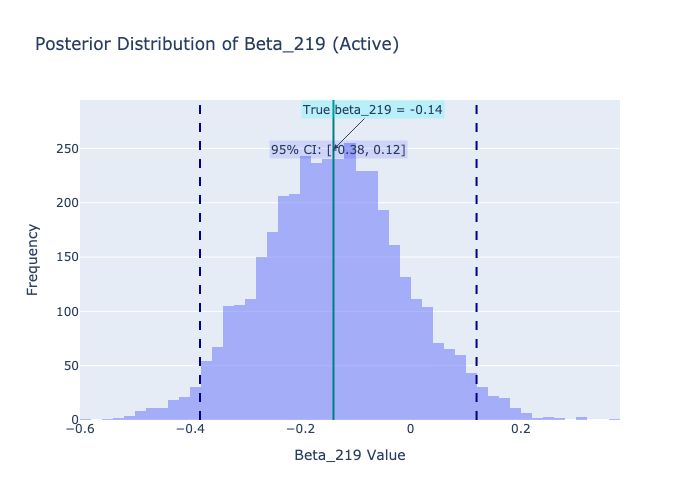 Posterior Distribution of Beta_219 (Active)
True beta_219 = -0.14
95% CI: [-0.38, 0.12]
250
200
150
100
50
0
Frequency
−0.6
−0.4
−0.2
0
0.2
Beta_219 Value